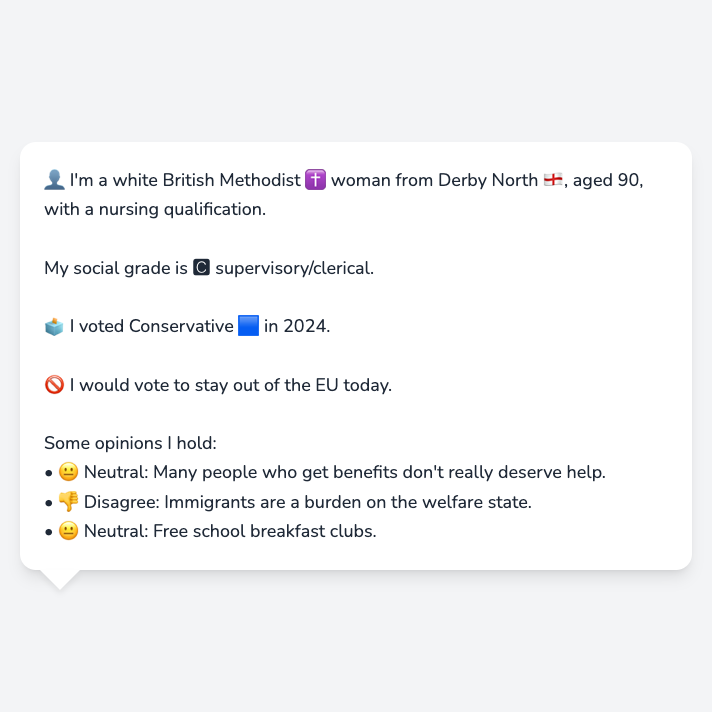 👤 I'm a white British Methodist ✝️ woman from Derby North 🏴󠁧󠁢󠁥󠁮󠁧󠁿, aged 90,
with a nursing qualification.
My social grade is 🅲 supervisory/clerical.
🗳️ I voted Conservative 🟦 in 2024.
🚫 I would vote to stay out of the EU today.
Some opinions I hold:
• 😐 Neutral: Many people who get benefits don't really deserve help.
• 👎 Disagree: Immigrants are a burden on the welfare state.
• 😐 Neutral: Free school breakfast clubs.